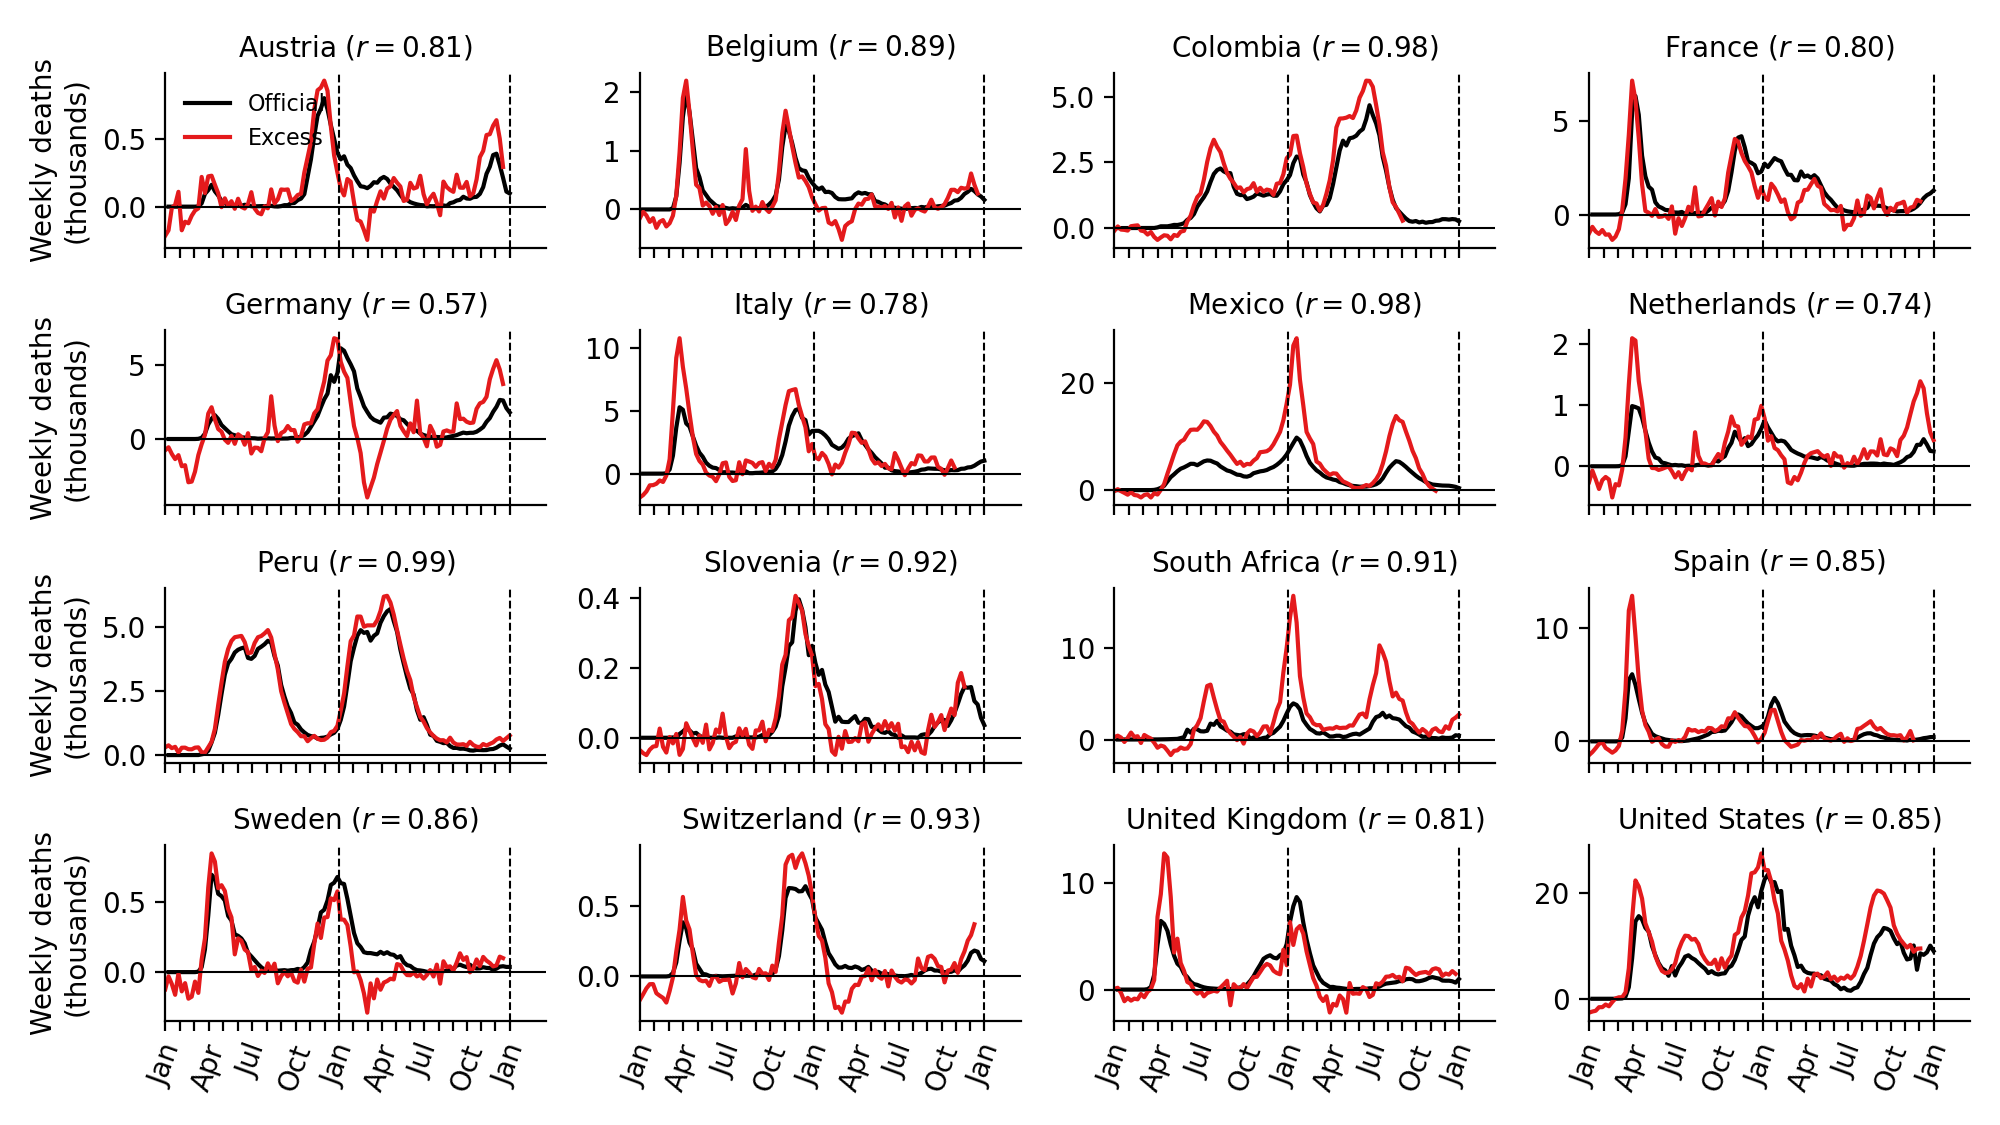 Austria (r = 0.81)
Belgium (r = 0.89)
Colombia (r = 0.98)
France (r = 0.80)
Weekly deaths
(thousands)
0.5
0.0
Official
Excess
2
1
0
5.0
2.5
0.0
5
0
Germany (r = 0.57)
Italy (r = 0.78)
Mexico (r = 0.98)
Netherlands (r = 0.74)
Weekly deaths
(thousands)
5
0
10
5
0
20
0
2
1
0
Peru (r = 0.99)
Slovenia (r = 0.92)
South Africa (r = 0.91)
Spain (r = 0.85)
Weekly deaths
(thousands)
5.0
2.5
0.0
0.4
0.2
0.0
10
0
10
0
Sweden (r = 0.86)
Switzerland (r = 0.93)
United Kingdom (r = 0.81)
United States (r = 0.85)
Weekly deaths
(thousands)
0.5
0.0
0.5
0.0
10
0
20
0
Jan Apr Jul Oct Jan Apr Jul Oct Jan
Jan Apr Jul Oct Jan Apr Jul Oct Jan
Jan Apr Jul Oct Jan Apr Jul Oct Jan
Jan Apr Jul Oct Jan Apr Jul Oct Jan